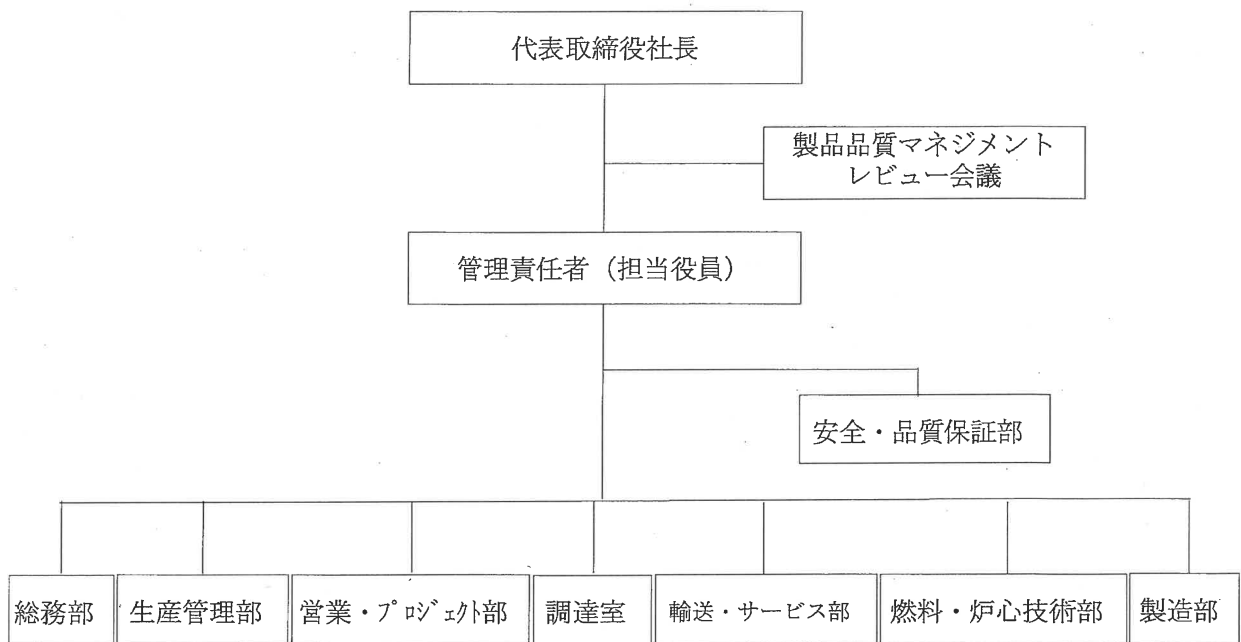 代表取締役社長
製品品質マネジメント
レビュー会議
管理責任者（担当役員）
安全・品質保証部
総務部
生産管理部
営業・ﾌﾟﾛｼﾞｪｸﾄ部
調達室
輸送・サービス部
燃料・炉心技術部
製造部